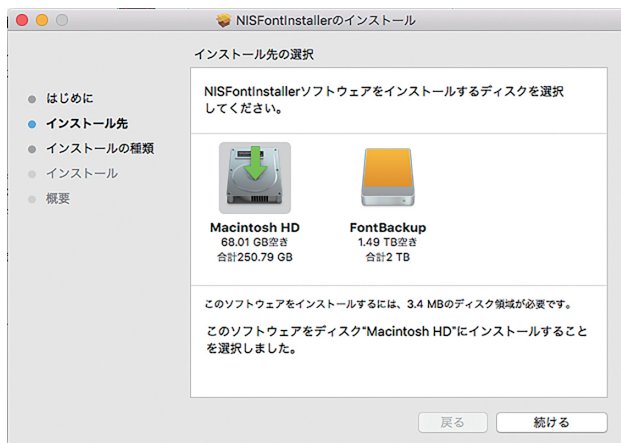 NISFontInstallerのインストール
インストール先の選択
はじめに
インストール先
インストールの種類
インストール
概要
NISFontInstallerソフトウェアをインストールするディスクを選択
してください。
Macintosh HD
68.01 GB空き
合計250.79 GB
FontBackup
1.49 TB空き
合計2 TB
このソフトウェアをインストールするには、3.4 MBのディスク領域が必要です。
このソフトウェアをディスク"Macintosh HD"にインストールすること
を選択しました。
戻る
続ける